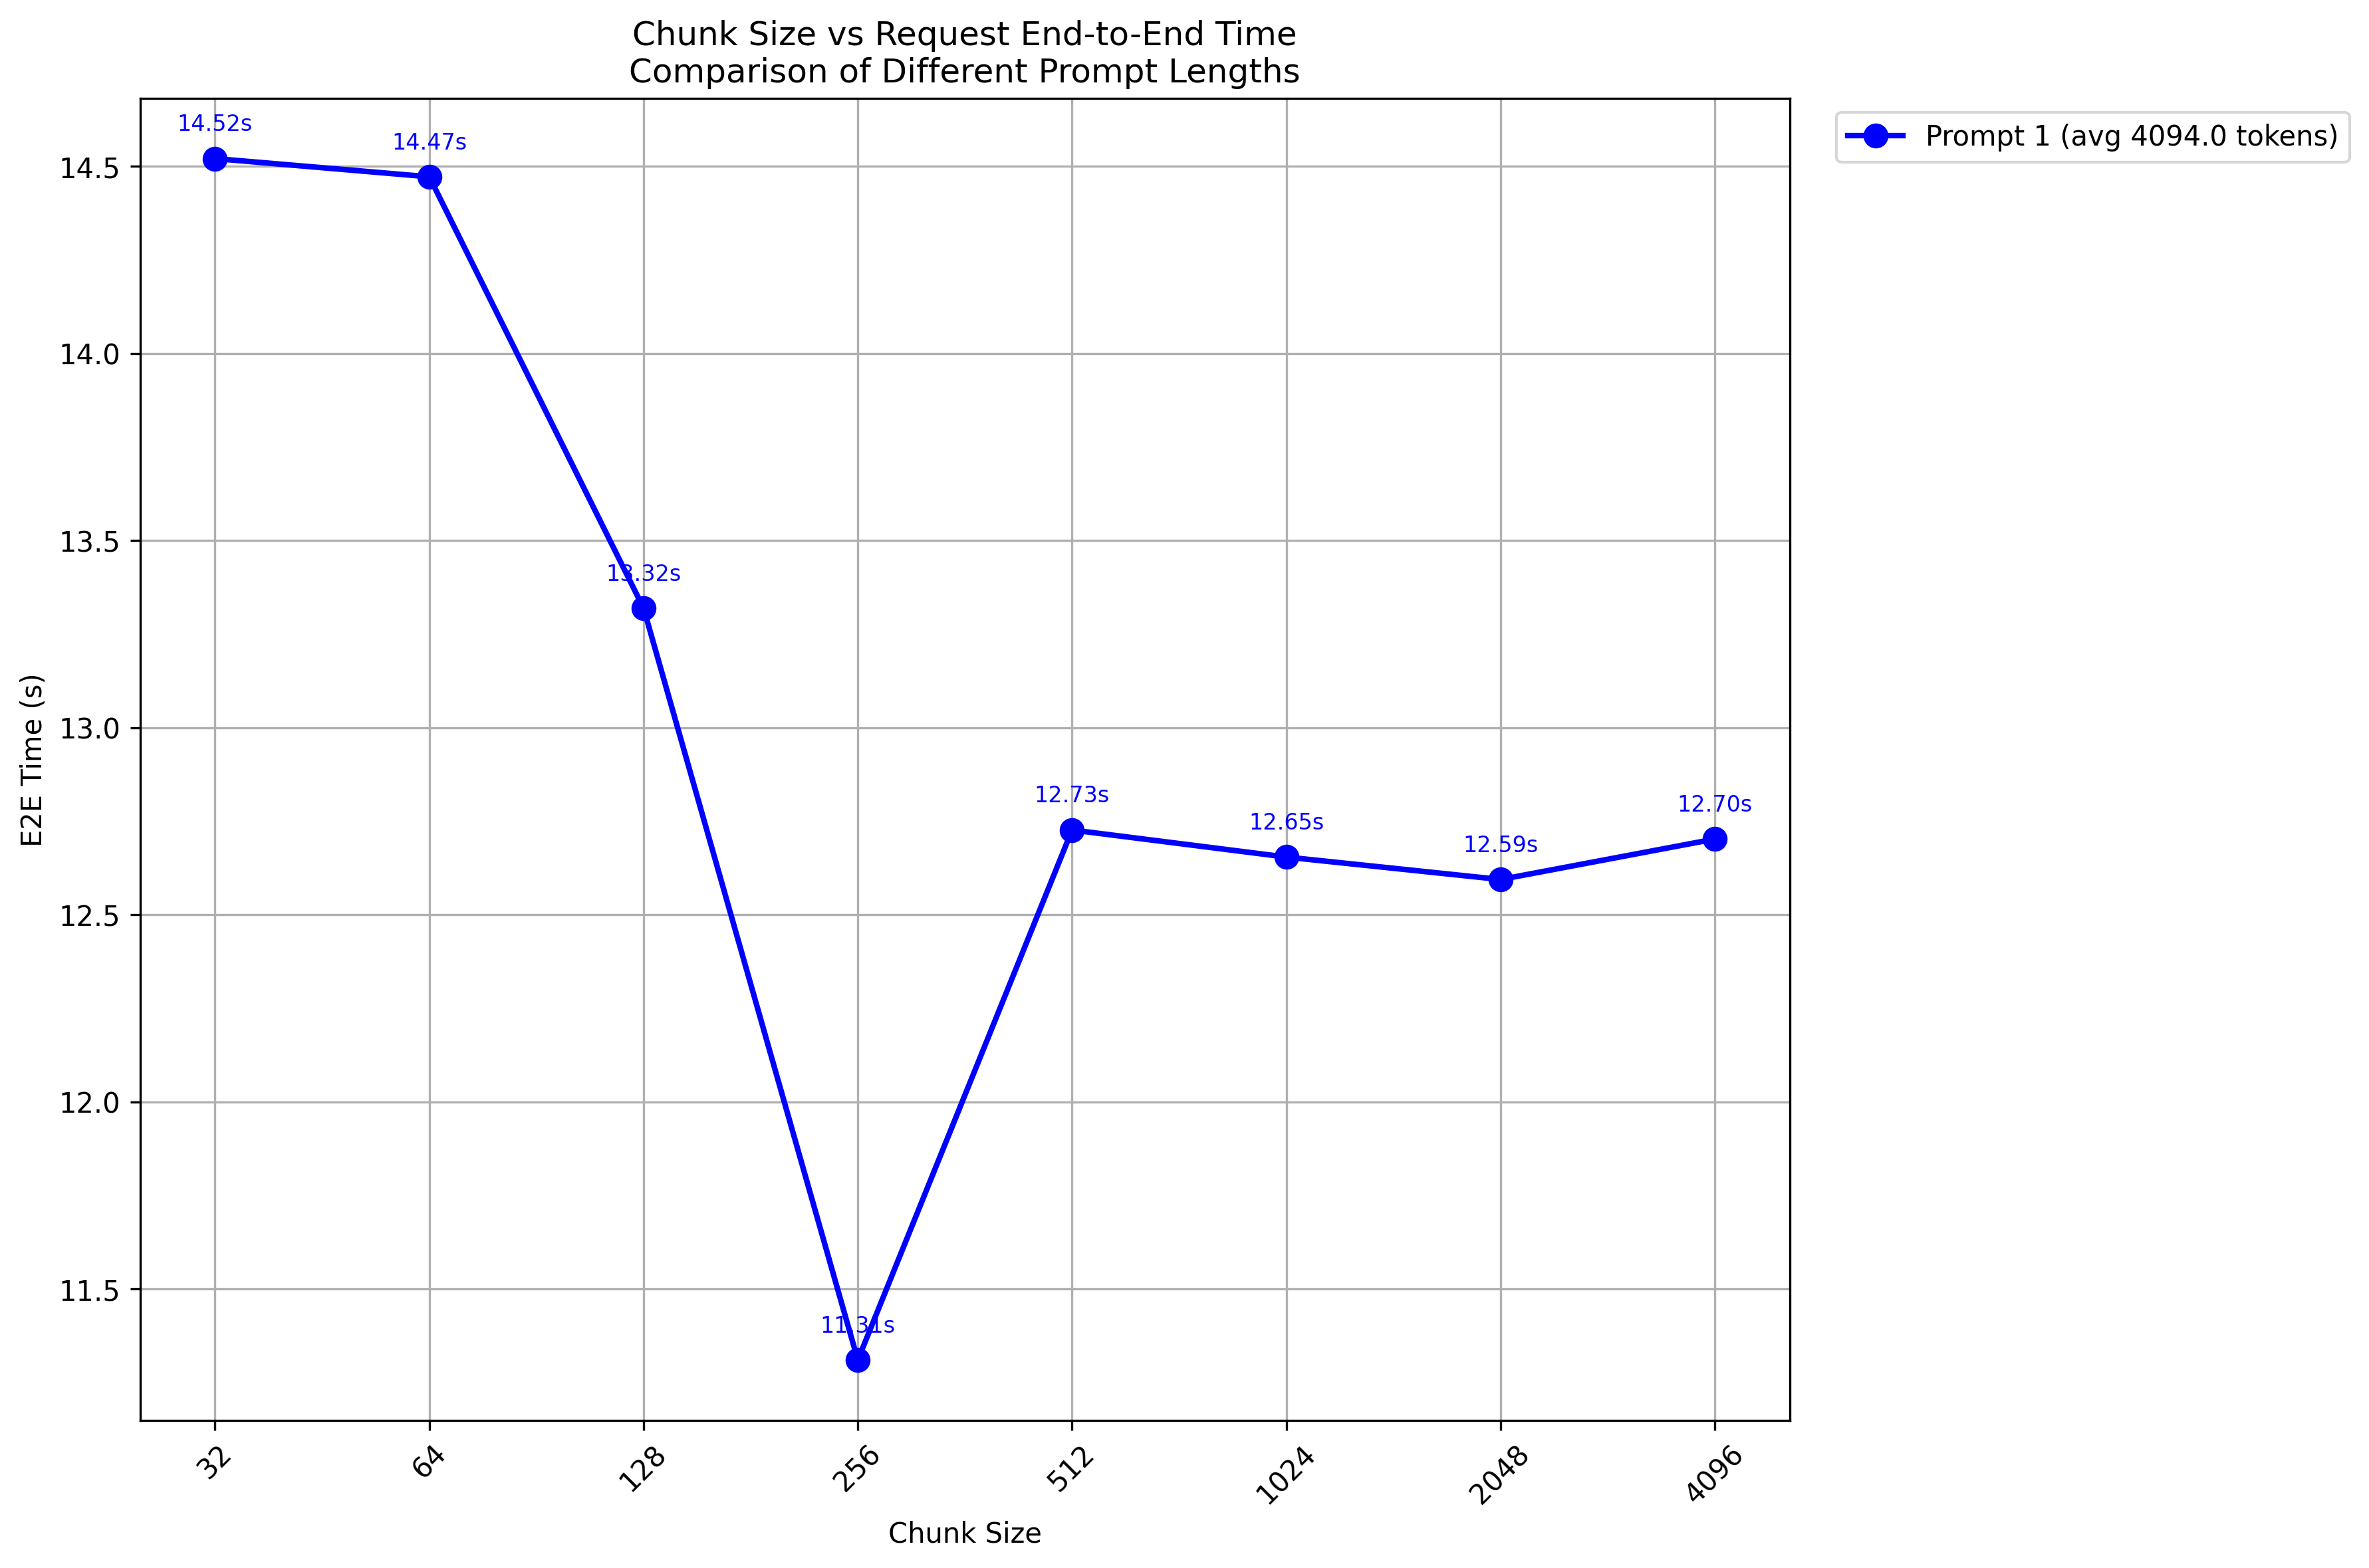 Chunk Size vs Request End-to-End Time
Comparison of Different Prompt Lengths
Prompt 1 (avg 4094.0 tokens)
E2E Time (s)
14.5
14.0
13.5
13.0
12.5
12.0
11.5
14.52s
14.47s
13.32s
11.31s
12.73s
12.65s
12.59s
12.70s
32
64
128
256
512
1024
2048
4096
Chunk Size